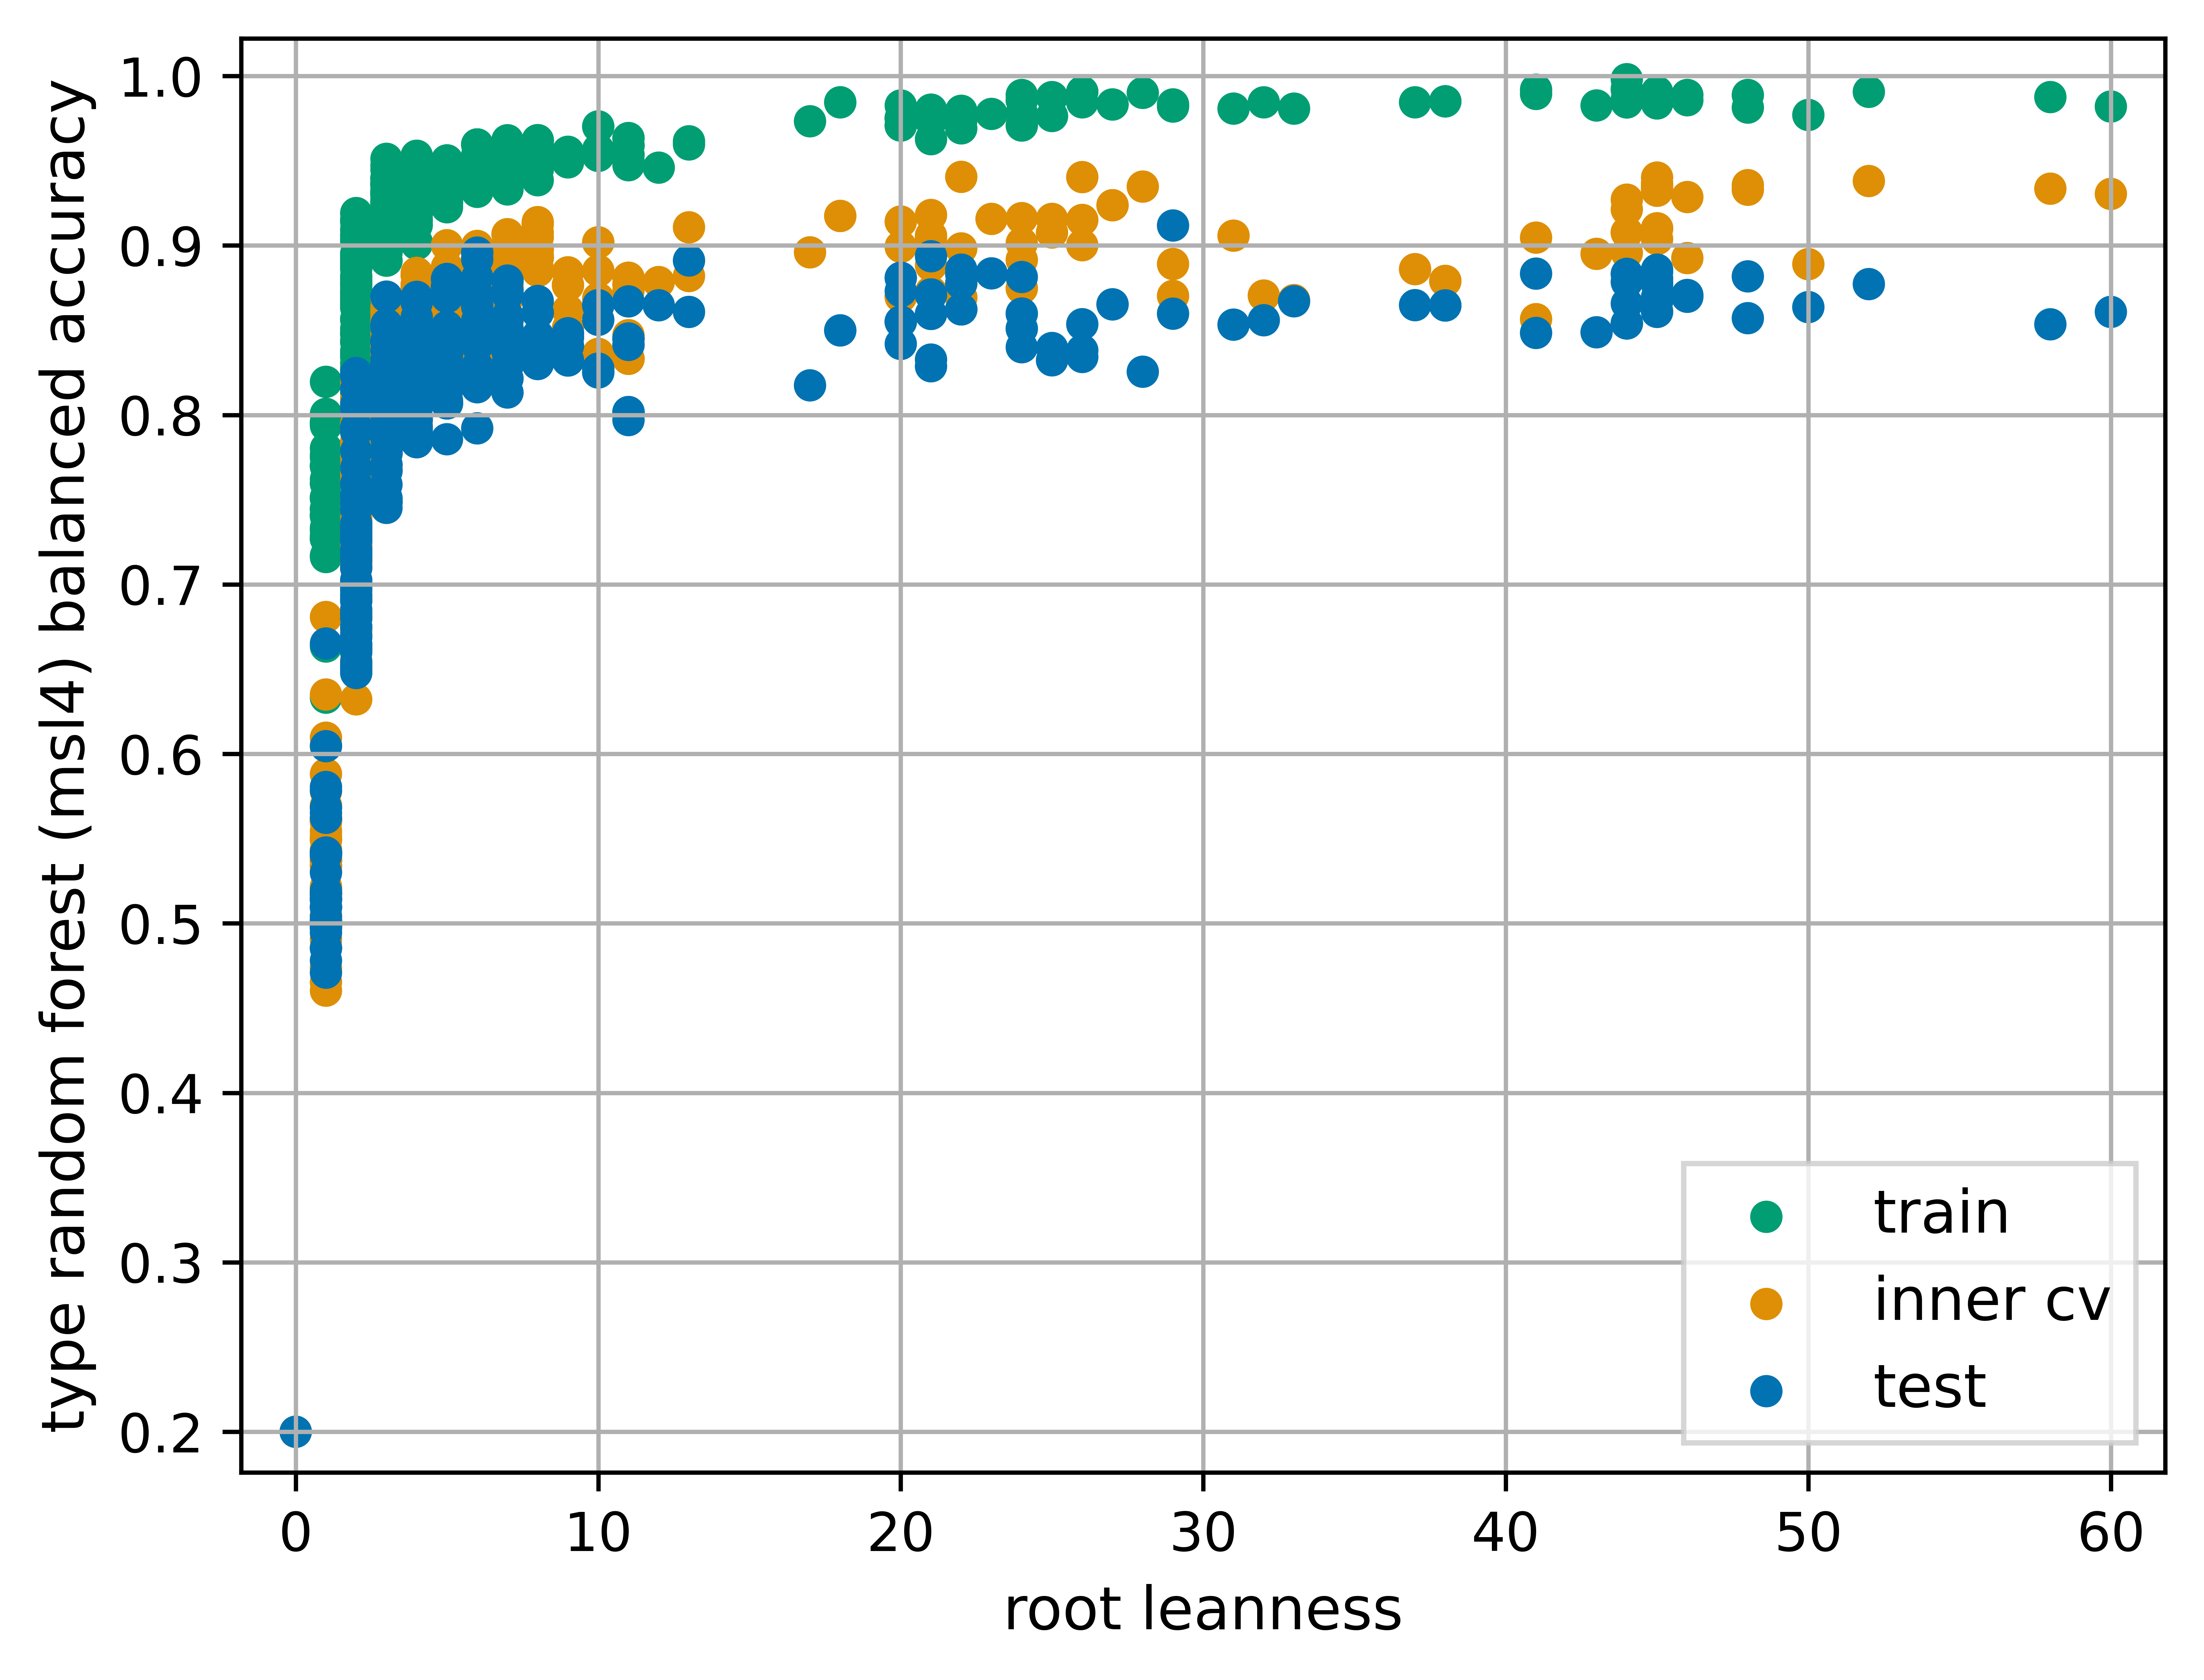 type random forest (msl4) balanced accuracy
1.0
0.9
0.8
0.7
0.6
0.5
0.4
0.3
0.2
train
inner cv
test
0 10 20 30 40 50 60
root leanness